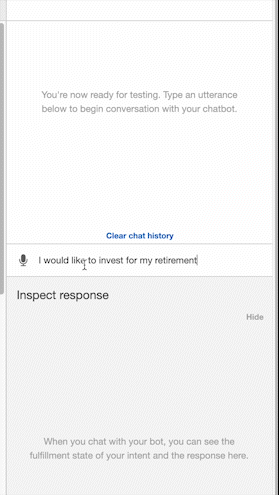 You're now ready for testing. Type an utterance
below to begin conversation with your chatbot.
Clear chat history
I would like to invest for my retirement
Inspect response
Hide
When you chat with your bot, you can see the
fulfillment state of your intent and the response here.